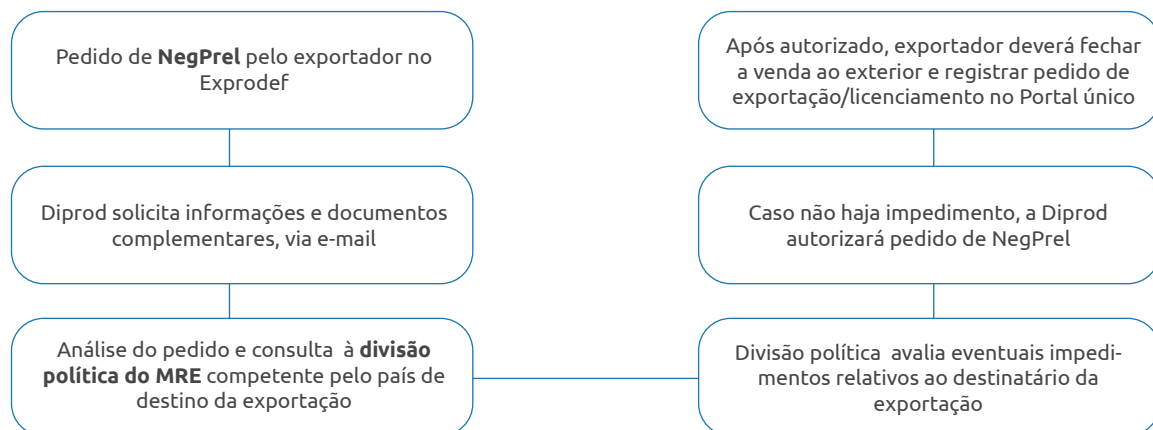 Pedido de NegPrel pelo exportador no
Exprodef
Diprod solicita informações e documentos
complementares, via e-mail
Análise do pedido e consulta à divisão
política do MRE competente pelo país de
destino da exportação
Divisão política avalia eventuais impedi-
mentos relativos ao destinatário da
exportação
Caso não haja impedimento, a Diprod
autorizará pedido de NegPrel
Após autorizado, exportador deverá fechar
a venda ao exterior e registrar pedido de
exportação/licenciamento no Portal único